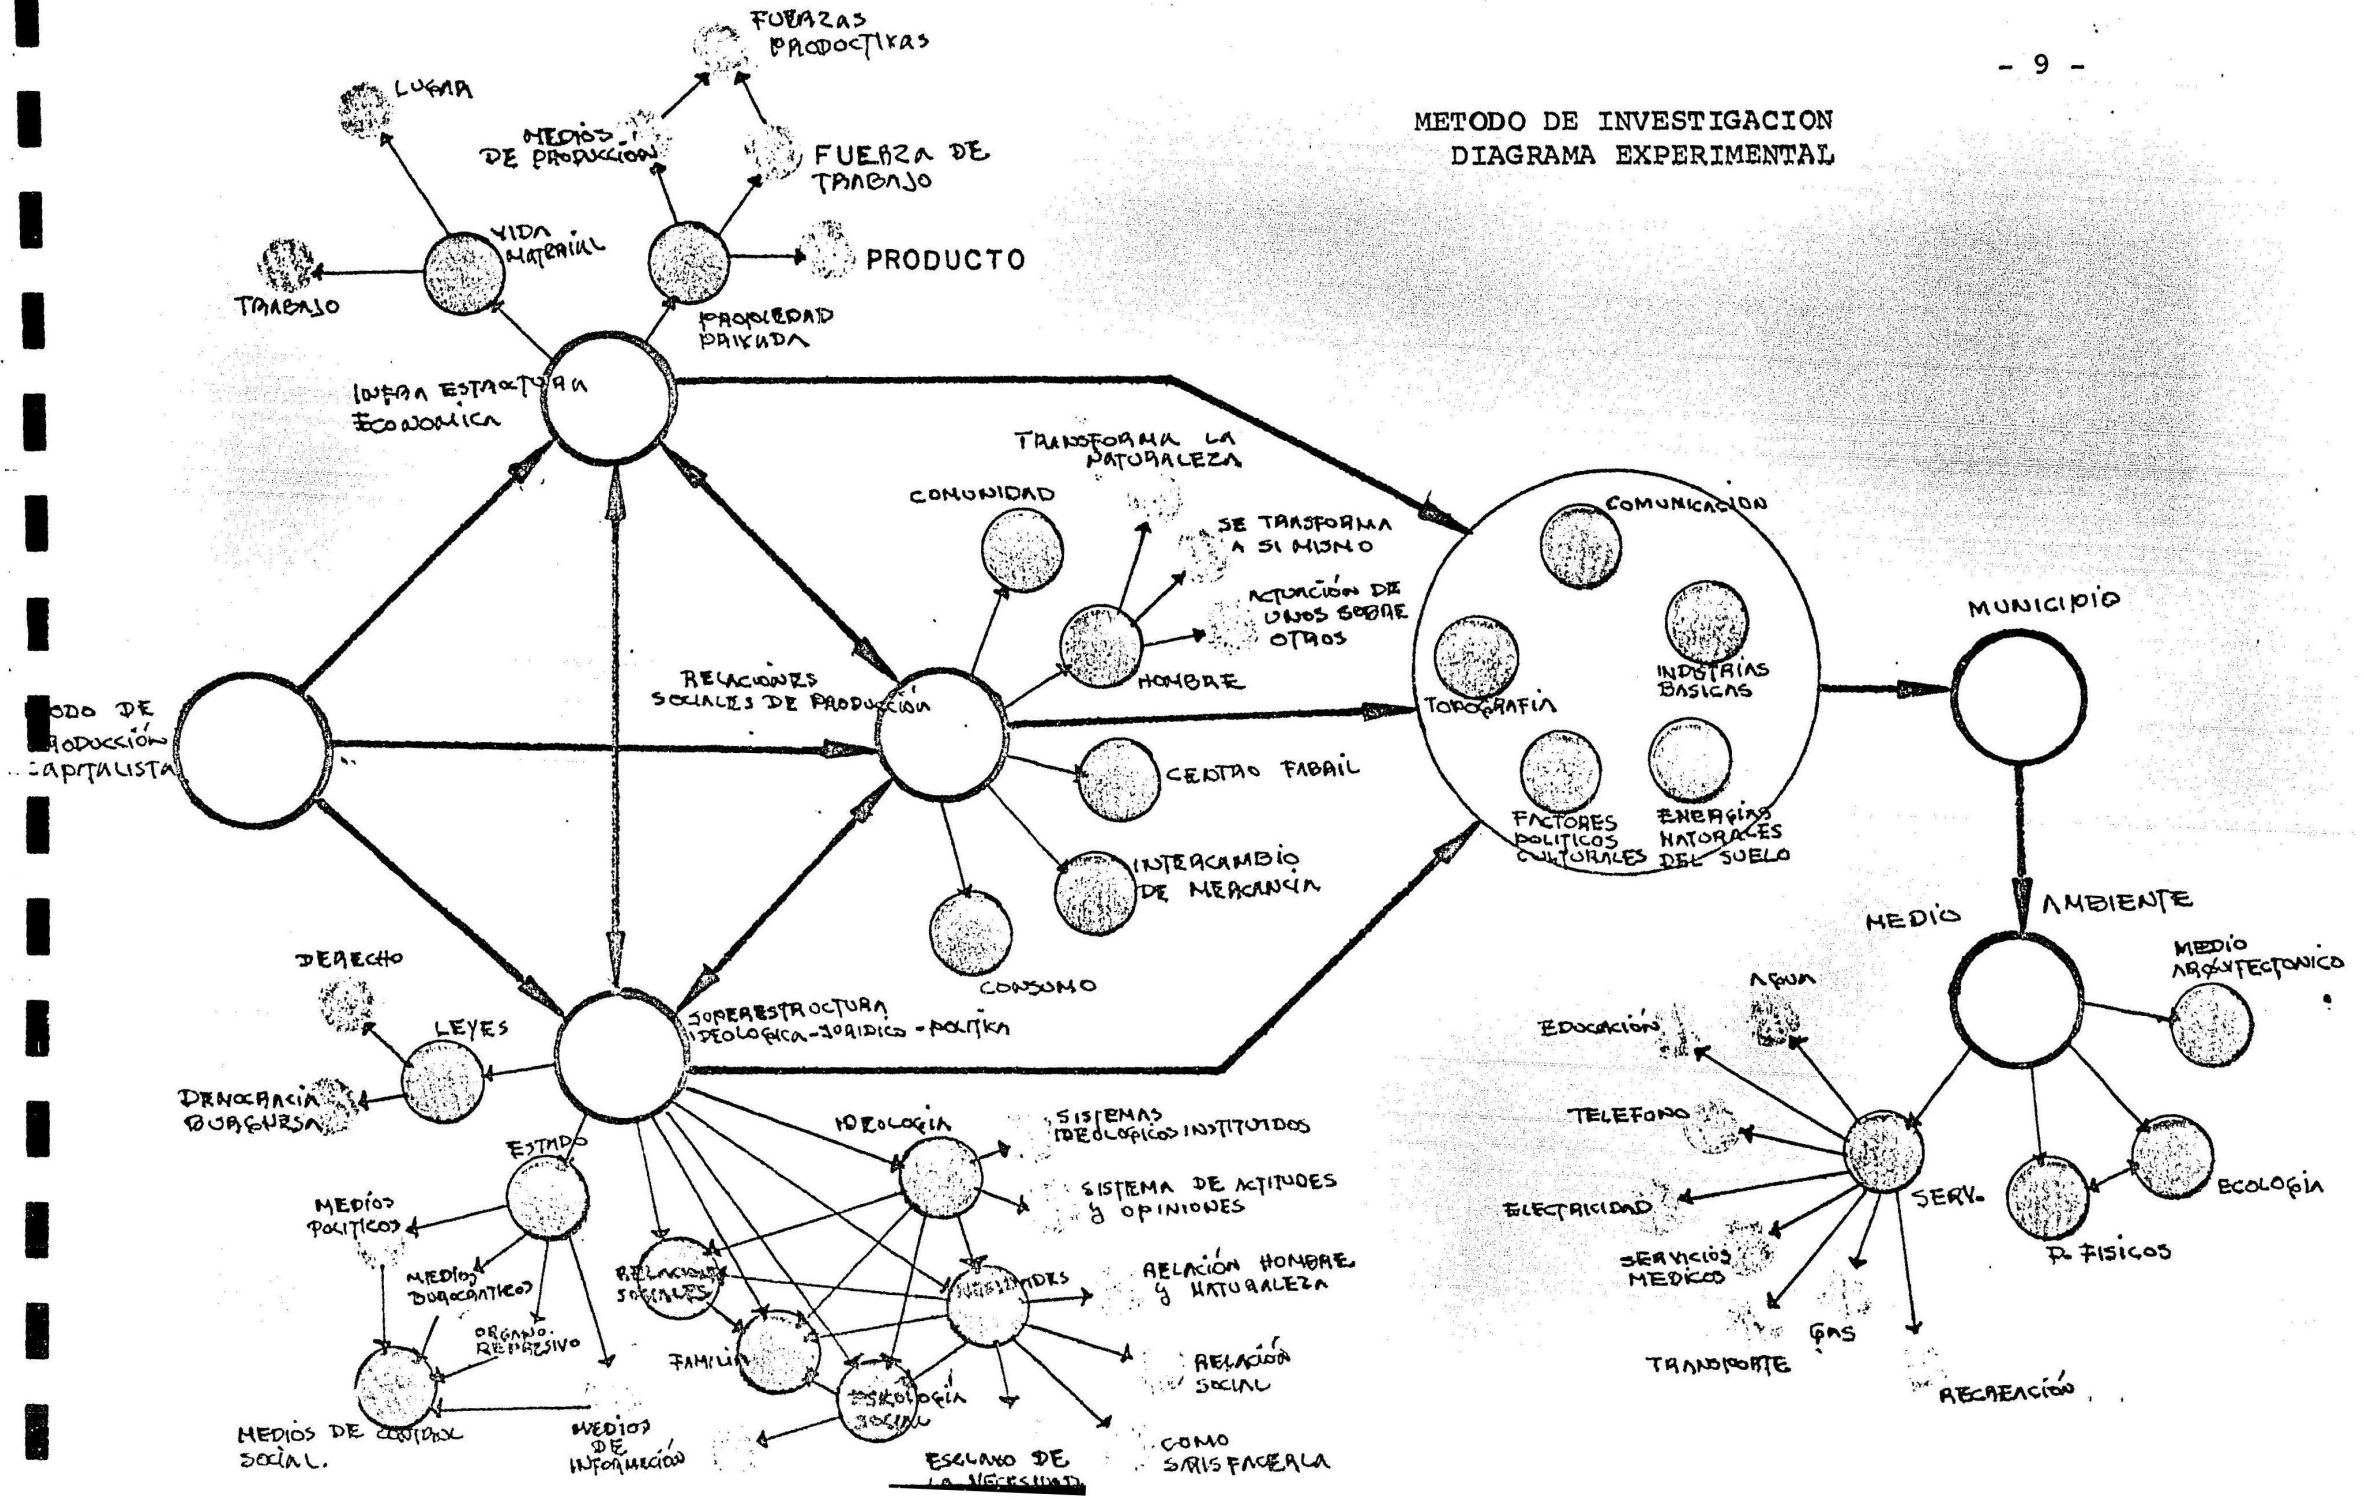 - 9 -
METODO DE INVESTIGACION
DIAGRAMA EXPERIMENTAL
FUERZAS
PRODUCTIVAS
LUGAR
MEDIOS
DE PRODUCCIÓN
FUERZA DE
TRABAJO
VIDA
MATERIAL
PRODUCTO
TRABAJO
PROPIEDAD
PRIVADA
INFRA ESTRUCTURA
ECONOMICA
TRANSFORMA LA
NATURALEZA
COMUNIDAD
SE TRASFORMA
A SI MISMO
ACTUACIÓN DE
UNOS SOBRE
OTROS
HOMBRE
RELACIONES
SOCIALES DE PRODUCCIÓN
CENTRO FABRIL
INTERCAMBIO
DE MERCANCIA
CONSUMO
ODO DE
RODUCCIÓN
CAPITALISTA
COMUNICACION
INDUSTRIAS
BASICAS
TOPOGRAFIA
FACTORES
POLITICOS
CULTURALES
ENERGIAS
NATURALES
DEL SUELO
MUNICIPIO
MEDIO AMBIENTE
MEDIO
ARQUITECTONICO
AGUA
EDUCACIÓN
TELEFONO
ELECTRICIDAD
SERVICIOS
MEDICOS
TRANSPORTE
GAS
RECREACIÓN
SERV.
P. FISICOS
ECOLOGIA
SUPERESTRUCTURA
IDEOLOGICA-JURIDICO-POLITICA
DERECHO
LEYES
DEMOCRACIA
BURGUESA
ESTADO
MEDIOS
POLITICOS
MEDIOS
BUROCRATICOS
ORGANO.
REPRESIVO
MEDIOS DE CONTROL
SOCIAL.
MEDIOS
DE
INFORMACIÓN
IDEOLOGIA
SISTEMAS
IDEOLOGICOS INSTITUIDOS
SISTEMA DE ACTITUDES
y OPINIONES
RELACIONES
SOCIALES
RELACIÓN HOMBRE
y NATURALEZA
FAMILIA
PSICOLOGIA
SOCIAL
RELACIÓN
SOCIAL
COMO
SATISFACERLA
ESCLAVO DE
LA NECESIDAD